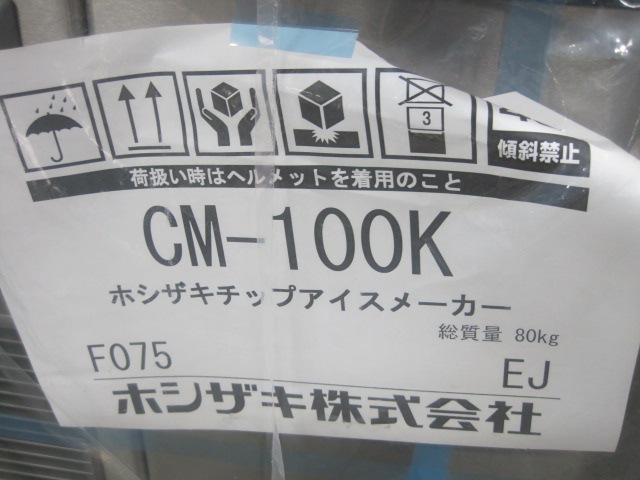 3
傾斜禁止
荷扱い時はヘルメットを着用のこと
CM-100K
ホシザキチップアイスメーカー
総質量 80kg
F075
EJ
ホシザキ株式会社